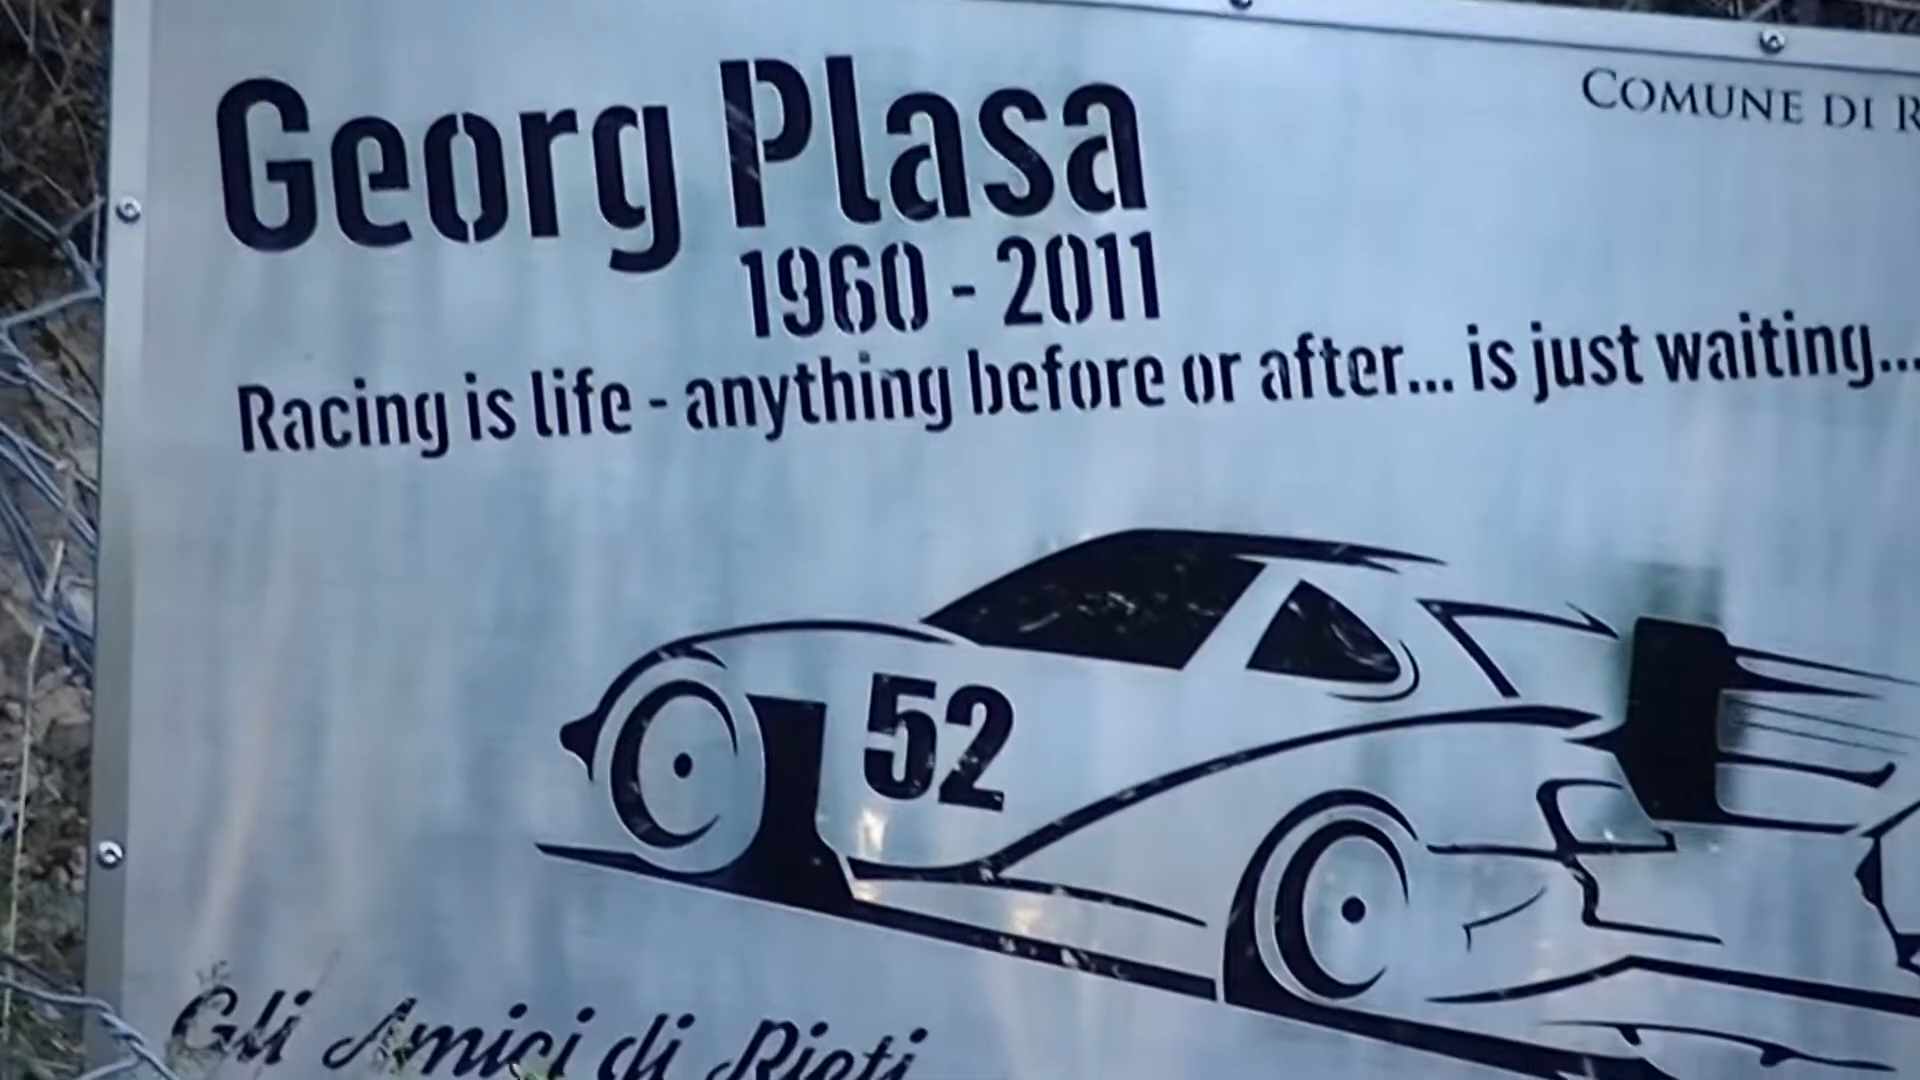 Georg Plasa
COMUNE DI R
1960 - 2011
Racing is life - anything before or after... is just waiting...
52
Gli Amici di Rieti